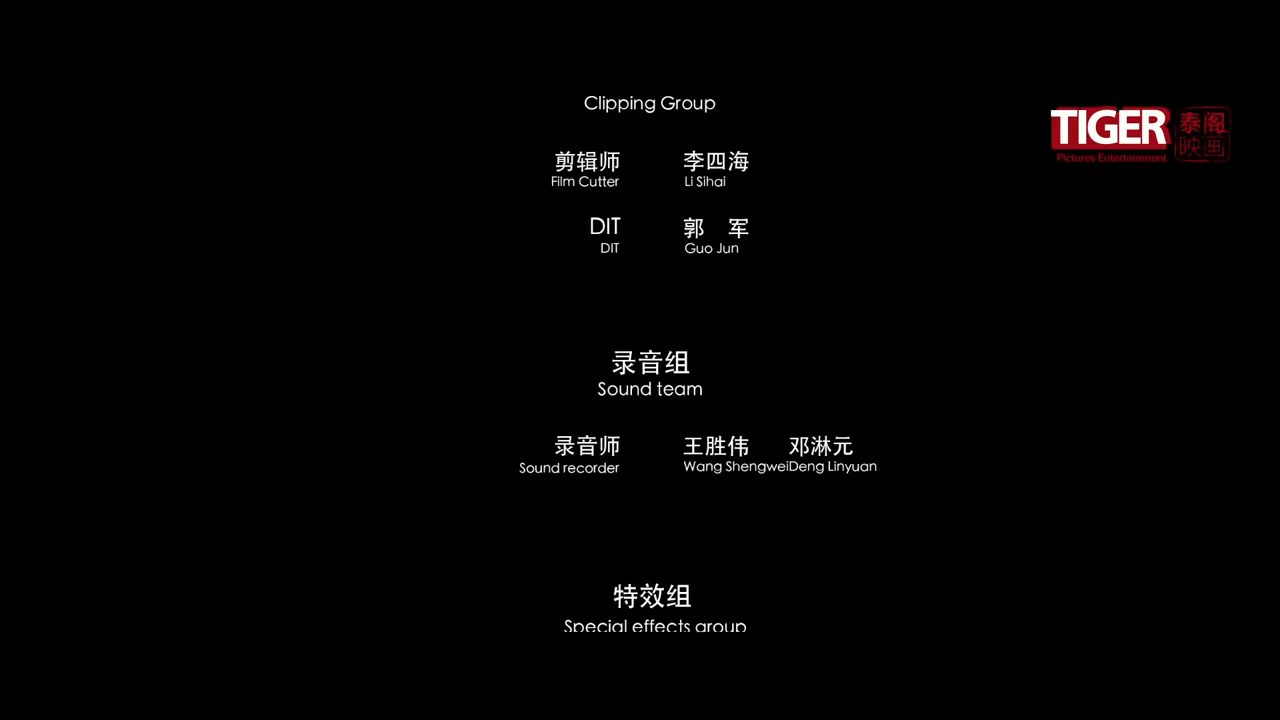 Clipping Group
TIGER
Pictures Entertainment
泰阁
映画
剪辑师 李四海
Film Cutter Li Sihai
DIT 郭 军
DIT Guo Jun
录音组
Sound team
录音师 王胜伟 邓淋元
Sound recorder Wang ShengweiDeng Linyuan
特效组
Special effects group